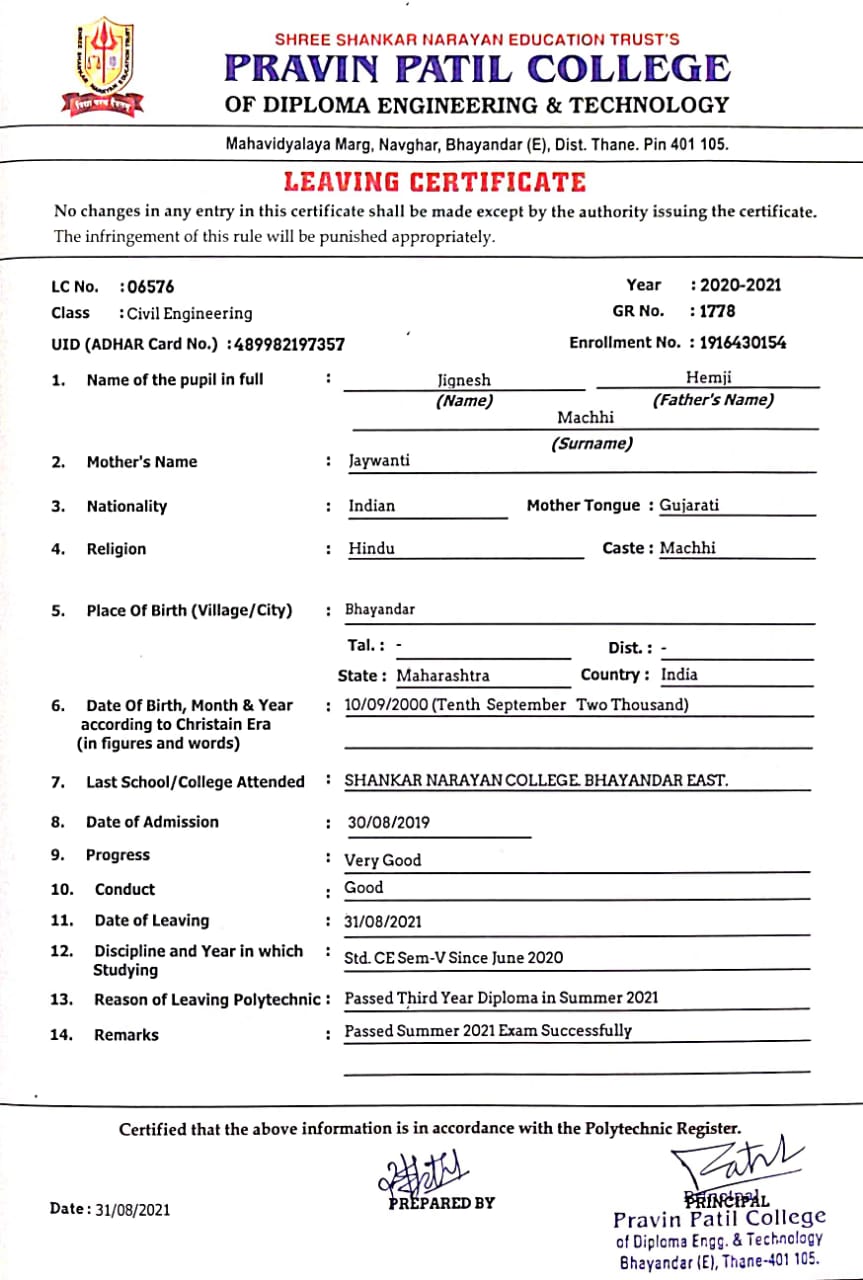 SHREE SHANKAR NARAYAN EDUCATION TRUST
विद्या परम दैवतम्
SHREE SHANKAR NARAYAN EDUCATION TRUST'S
PRAVIN PATIL COLLEGE
OF DIPLOMA ENGINEERING & TECHNOLOGY
Mahavidyalaya Marg, Navghar, Bhayandar (E), Dist. Thane. Pin 401 105.
LEAVING CERTIFICATE
No changes in any entry in this certificate shall be made except by the authority issuing the certificate.
The infringement of this rule will be punished appropriately.
LC No. : 06576 Year : 2020-2021
Class : Civil Engineering GR No. : 1778
UID (ADHAR Card No.) : 489982197357 Enrollment No. : 1916430154
1. Name of the pupil in full : Jignesh Hemji
(Name) (Father's Name)
Machhi
(Surname)
2. Mother's Name : Jaywanti
3. Nationality : Indian Mother Tongue : Gujarati
4. Religion : Hindu Caste : Machhi
5. Place Of Birth (Village/City) : Bhayandar
Tal. : - Dist. : -
State : Maharashtra Country : India
6. Date Of Birth, Month & Year : 10/09/2000 (Tenth September Two Thousand)
according to Christain Era
(in figures and words)
7. Last School/College Attended : SHANKAR NARAYAN COLLEGE. BHAYANDAR EAST.
8. Date of Admission : 30/08/2019
9. Progress : Very Good
10. Conduct : Good
11. Date of Leaving : 31/08/2021
12. Discipline and Year in which : Std. CE Sem-V Since June 2020
Studying
13. Reason of Leaving Polytechnic : Passed Third Year Diploma in Summer 2021
14. Remarks : Passed Summer 2021 Exam Successfully
Certified that the above information is in accordance with the Polytechnic Register.
Date : 31/08/2021 PREPARED BY PRINCIPAL
Principal
Pravin Patil College
of Diploma Engg. & Technology
Bhayandar (E), Thane-401 105.